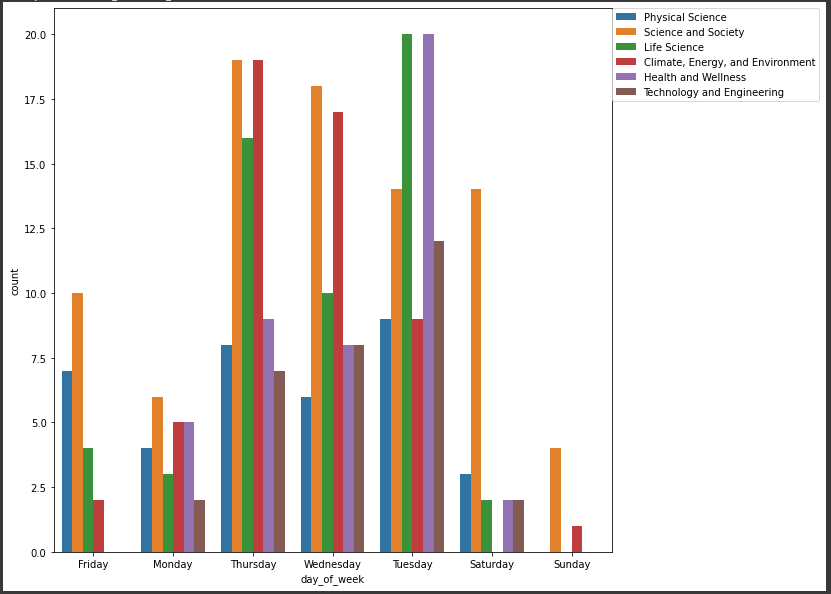 Physical Science
Science and Society
Life Science
Climate, Energy, and Environment
Health and Wellness
Technology and Engineering
20.0
17.5
15.0
12.5
10.0
7.5
5.0
2.5
0.0
count
Friday Monday Thursday Wednesday Tuesday Saturday Sunday
day_of_week